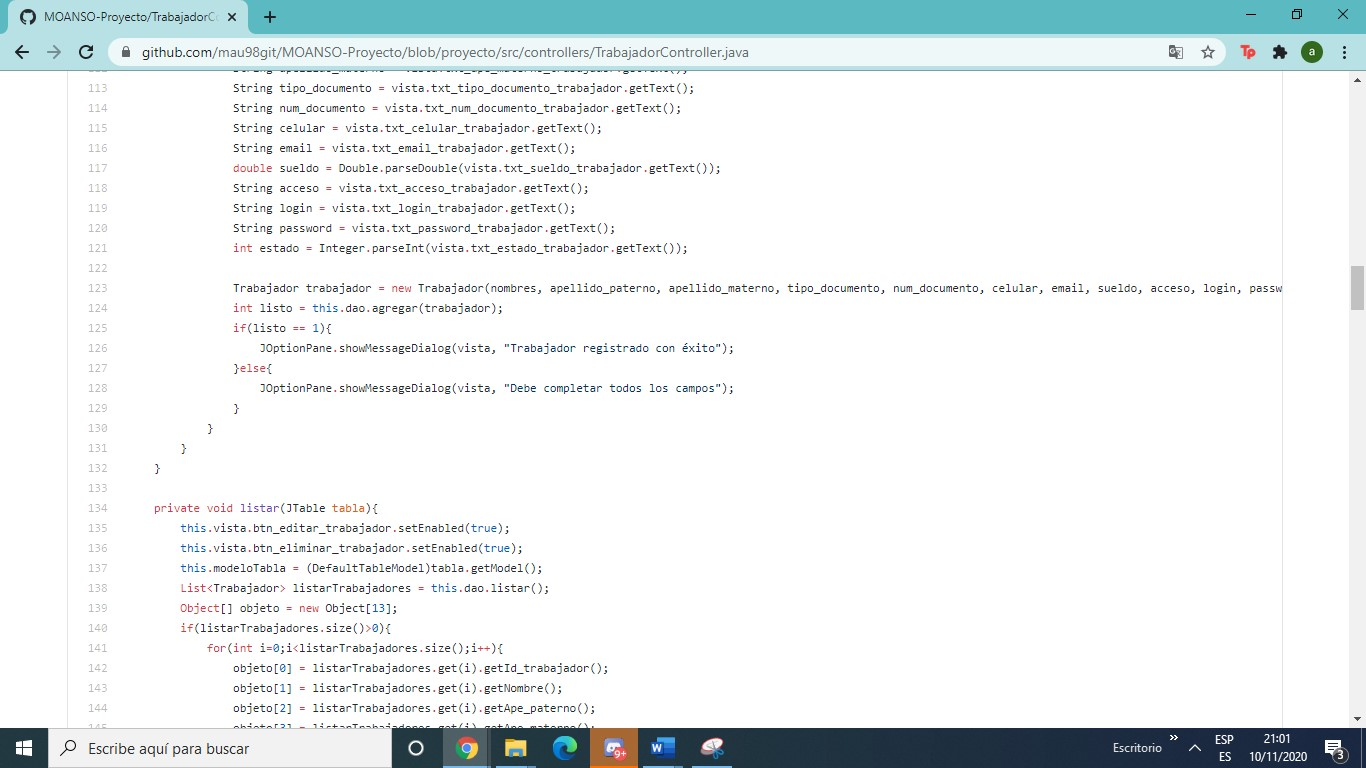 MOANSO-Proyecto/TrabajadorCo
github.com/mau98git/MOANSO-Proyecto/blob/proyecto/src/controllers/TrabajadorController.java
a
113 String tipo_documento = vista.txt_tipo_documento_trabajador.getText();
114 String num_documento = vista.txt_num_documento_trabajador.getText();
115 String celular = vista.txt_celular_trabajador.getText();
116 String email = vista.txt_email_trabajador.getText();
117 double sueldo = Double.parseDouble(vista.txt_sueldo_trabajador.getText());
118 String acceso = vista.txt_acceso_trabajador.getText();
119 String login = vista.txt_login_trabajador.getText();
120 String password = vista.txt_password_trabajador.getText();
121 int estado = Integer.parseInt(vista.txt_estado_trabajador.getText());
122
123 Trabajador trabajador = new Trabajador(nombres, apellido_paterno, apellido_materno, tipo_documento, num_documento, celular, email, sueldo, acceso, login, passw
124 int listo = this.dao.agregar(trabajador);
125 if(listo == 1){
126 JOptionPane.showMessageDialog(vista, "Trabajador registrado con éxito");
127 }else{
128 JOptionPane.showMessageDialog(vista, "Debe completar todos los campos");
129 }
130 }
131 }
132 }
133
134 private void listar(JTable tabla){
135 this.vista.btn_editar_trabajador.setEnabled(true);
136 this.vista.btn_eliminar_trabajador.setEnabled(true);
137 this.modeloTabla = (DefaultTableModel)tabla.getModel();
138 List<Trabajador> listarTrabajadores = this.dao.listar();
139 Object[] objeto = new Object[13];
140 if(listarTrabajadores.size()>0){
141 for(int i=0;i<listarTrabajadores.size();i++){
142 objeto[0] = listarTrabajadores.get(i).getId_trabajador();
143 objeto[1] = listarTrabajadores.get(i).getNombre();
144 objeto[2] = listarTrabajadores.get(i).getApe_paterno();
145 objeto[3] = listarTrabajadores.get(i).getApe_materno();
Escribe aquí para buscar
9+
Escritorio
ESP
ES
21:01
10/11/2020
3